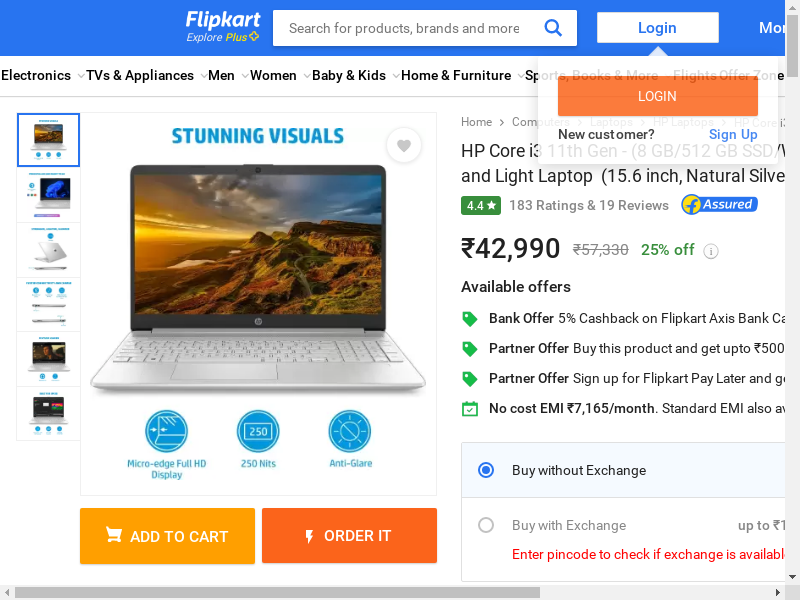 Flipkart
Explore Plus
Search for products, brands and more
Login
Electronics
TVs & Appliances
Men
Women
Baby & Kids
Home & Furniture
Sports, Books & More
Flights
Offer Zone
LOGIN
New customer?
Sign Up
Home
Computers
Laptops
HP Laptops
HP Core i3
HP Core i3 11th Gen - (8 GB/512 GB SSD/
and Light Laptop (15.6 inch, Natural Silve
4.4
183 Ratings & 19 Reviews
Assured
₹42,990
₹57,330
25% off
Available offers
Bank Offer 5% Cashback on Flipkart Axis Bank
Partner Offer Buy this product and get upto ₹500
Partner Offer Sign up for Flipkart Pay Later and
No cost EMI ₹7,165/month. Standard EMI also
Buy without Exchange
Buy with Exchange
up to ₹1
Enter pincode to check if exchange is availabl
STUNNING VISUALS
hp
250
Micro-edge Full HD
Display
250 Nits
Anti-Glare
ADD TO CART
ORDER IT